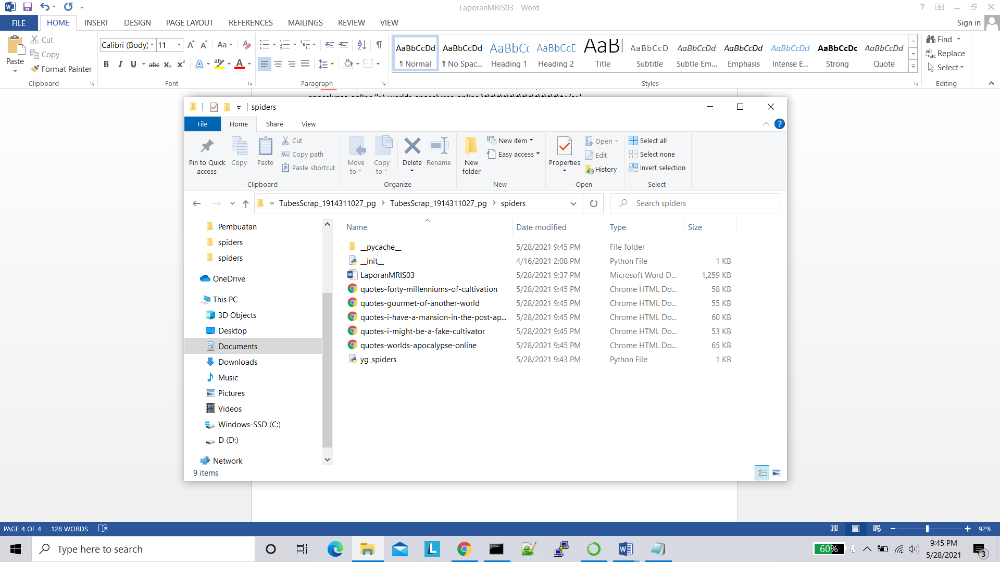 LaporanMRIS03 - Word
FILE HOME INSERT DESIGN PAGE LAYOUT REFERENCES MAILINGS REVIEW VIEW Sign in
Paste
Cut
Copy
Format Painter
Clipboard
Calibri (Body) 11
Font
Paragraph
AaBbCcDd AaBbCcDd AaBbCc AaBbCcD AaBl AaBbCcD AaBbCcDd AaBbCcDd AaBbCcDd AaBbCcDc AaBbCcDd
¶ Normal ¶ No Spac... Heading 1 Heading 2 Title Subtitle Subtle Em... Emphasis Intense E... Strong Quote
Styles
Find
Replace
Select
Editing
spiders
File Home Share View
Pin to Quick access
Copy
Paste
Cut
Copy path
Paste shortcut
Clipboard
Move to
Copy to
Delete
Rename
Organize
New folder
New item
Easy access
New
Properties
Open
Edit
History
Open
Select all
Select none
Invert selection
Select
« TubesScrap_1914311027_pg > TubesScrap_1914311027_pg > spiders
Search spiders
Pembuatan
spiders
spiders
OneDrive
This PC
3D Objects
Desktop
Documents
Downloads
Music
Pictures
Videos
Windows-SSD (C:)
D (D:)
Network
Name Date modified Type Size
__pycache__ 5/28/2021 9:45 PM File folder
__init__ 4/16/2021 2:08 PM Python File 1 KB
LaporanMRIS03 5/28/2021 9:37 PM Microsoft Word D... 1,259 KB
quotes-forty-millenniums-of-cultivation 5/28/2021 9:45 PM Chrome HTML Do... 58 KB
quotes-gourmet-of-another-world 5/28/2021 9:45 PM Chrome HTML Do... 55 KB
quotes-i-have-a-mansion-in-the-post-ap... 5/28/2021 9:45 PM Chrome HTML Do... 60 KB
quotes-i-might-be-a-fake-cultivator 5/28/2021 9:45 PM Chrome HTML Do... 53 KB
quotes-worlds-apocalypse-online 5/28/2021 9:45 PM Chrome HTML Do... 65 KB
yg_spiders 5/28/2021 9:43 PM Python File 1 KB
9 items
PAGE 4 OF 4 128 WORDS 92%
Type here to search
60%
9:45 PM
5/28/2021
3